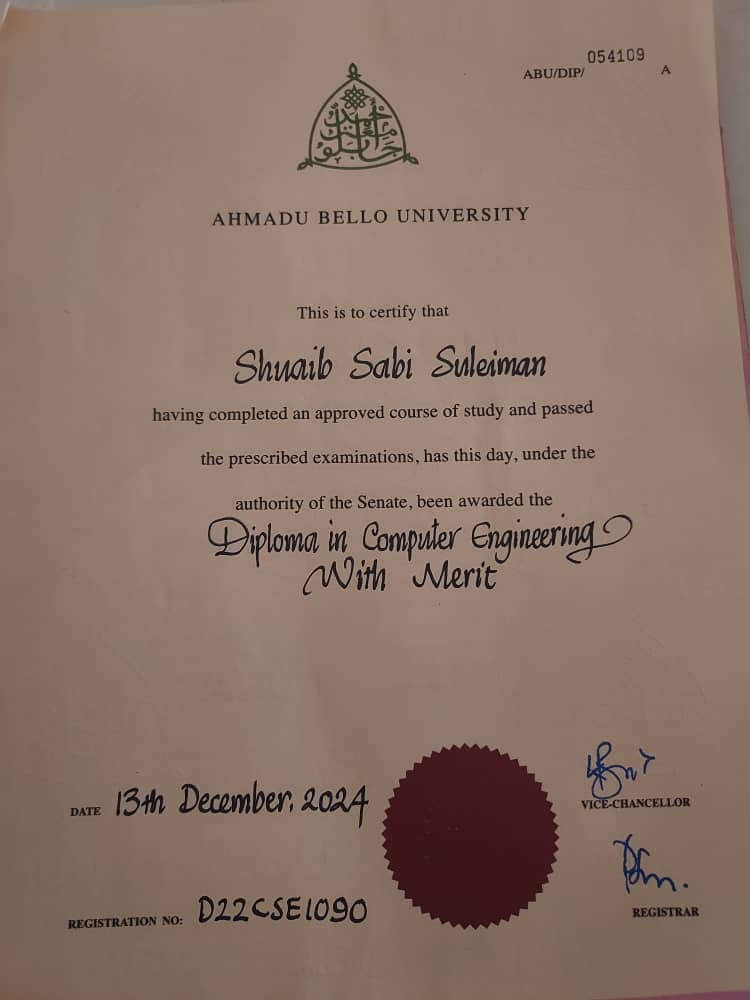 054109
ABU/DIP/ A
AHMADU BELLO UNIVERSITY
This is to certify that
Shuaib Sabi Suleiman
having completed an approved course of study and passed
the prescribed examinations, has this day, under the
authority of the Senate, been awarded the
Diploma in Computer Engineering
With Merit
DATE 13th December, 2024
VICE-CHANCELLOR
REGISTRATION NO: D22CSE1090
REGISTRAR